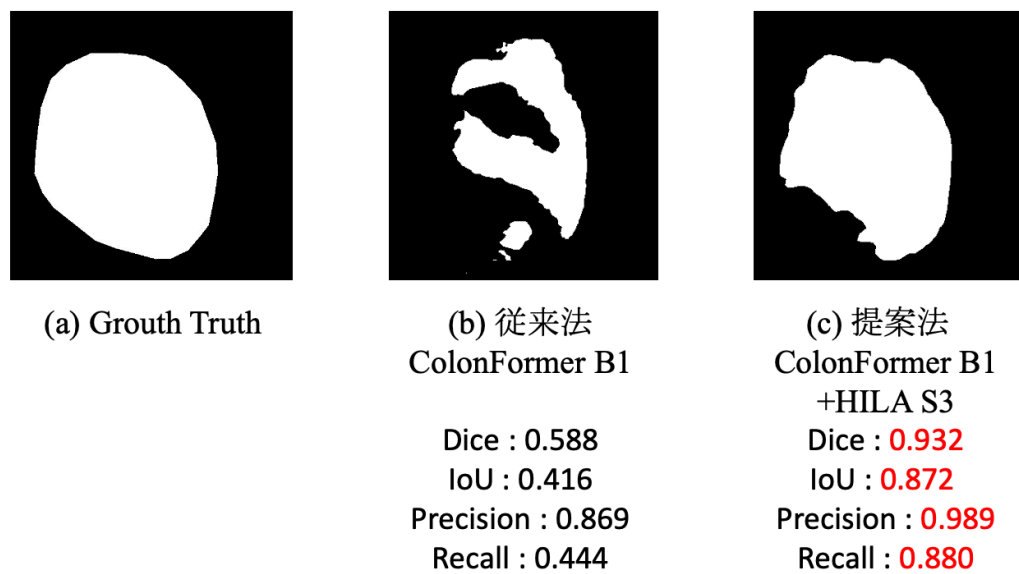 (a) Grouth Truth
(b) 従来法
ColonFormer B1
Dice : 0.588
IoU : 0.416
Precision : 0.869
Recall : 0.444
(c) 提案法
ColonFormer B1
+HILA S3
Dice : 0.932
IoU : 0.872
Precision : 0.989
Recall : 0.880